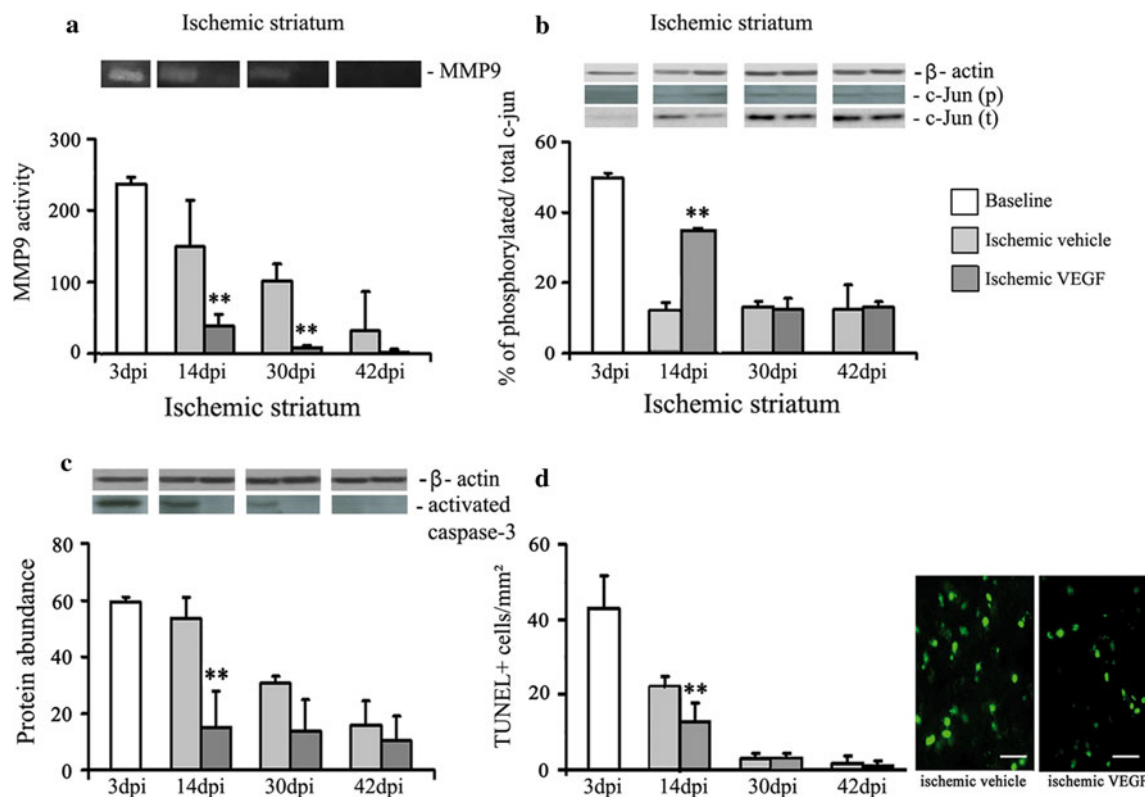 a
Ischemic striatum
- MMP9
MMP9 activity
300
200
100
0
3dpi 14dpi 30dpi 42dpi
** **
Ischemic striatum
b
Ischemic striatum
-β- actin
- c-Jun (p)
- c-Jun (t)
% of phosphorylated/ total c-jun
60
40
20
0
**
3dpi 14dpi 30dpi 42dpi
Ischemic striatum
Baseline
Ischemic vehicle
Ischemic VEGF
c
-β- actin
- activated
caspase-3
Protein abundance
80
60
40
20
0
**
3dpi 14dpi 30dpi 42dpi
d
TUNEL+ cells/mm²
60
40
20
0
**
3dpi 14dpi 30dpi 42dpi
ischemic vehicle
ischemic VEGF